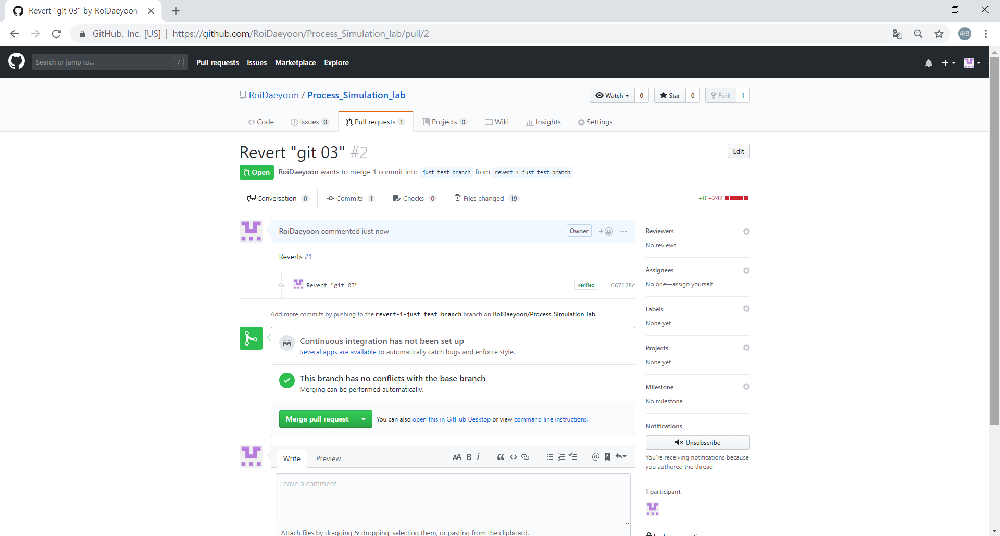 Revert "git 03" by RoiDaeyoon
GitHub, Inc. [US] | https://github.com/RoiDaeyoon/Process_Simulation_lab/pull/2
대윤
Search or jump to... /
Pull requests Issues Marketplace Explore
RoiDaeyoon / Process_Simulation_lab
Watch 0 Star 0 Fork 1
Code Issues 0 Pull requests 1 Projects 0 Wiki Insights Settings
Revert "git 03" #2
Edit
Open RoiDaeyoon wants to merge 1 commit into just_test_branch from revert-1-just_test_branch
Conversation 0 Commits 1 Checks 0 Files changed 19 +0 −242
RoiDaeyoon commented just now Owner
Reverts #1
Revert "git 03" Verified 667128c
Add more commits by pushing to the revert-1-just_test_branch branch on RoiDaeyoon/Process_Simulation_lab.
Continuous integration has not been set up
Several apps are available to automatically catch bugs and enforce style.
This branch has no conflicts with the base branch
Merging can be performed automatically.
Merge pull request You can also open this in GitHub Desktop or view command line instructions.
Write Preview
AA B i
Leave a comment
Attach files by dragging & dropping, selecting them, or pasting from the clipboard.
Reviewers
No reviews
Assignees
No one—assign yourself
Labels
None yet
Projects
None yet
Milestone
No milestone
Notifications
Unsubscribe
You're receiving notifications because
you authored the thread.
1 participant